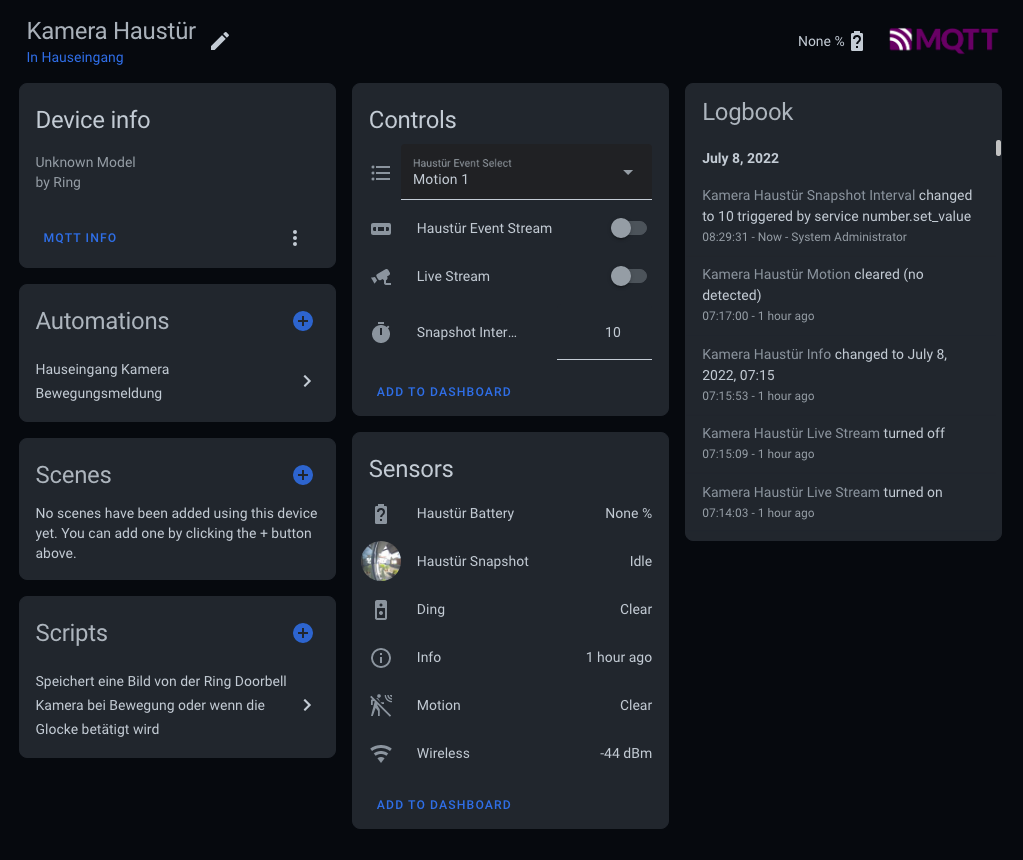 Kamera Haustür
In Hauseingang
None %
MQTT
Device info
Unknown Model
by Ring
MQTT INFO
Automations
Hauseingang Kamera
Bewegungsmeldung
Scenes
No scenes have been added using this device
yet. You can add one by clicking the + button
above.
Scripts
Speichert eine Bild von der Ring Doorbell
Kamera bei Bewegung oder wenn die
Glocke betätigt wird
Controls
Haustür Event Select
Motion 1
Haustür Event Stream
Live Stream
Snapshot Inter... 10
ADD TO DASHBOARD
Sensors
Haustür Battery None %
Haustür Snapshot Idle
Ding Clear
Info 1 hour ago
Motion Clear
Wireless -44 dBm
ADD TO DASHBOARD
Logbook
July 8, 2022
Kamera Haustür Snapshot Interval changed
to 10 triggered by service number.set_value
08:29:31 - Now - System Administrator
Kamera Haustür Motion cleared (no
detected)
07:17:00 - 1 hour ago
Kamera Haustür Info changed to July 8,
2022, 07:15
07:15:53 - 1 hour ago
Kamera Haustür Live Stream turned off
07:15:09 - 1 hour ago
Kamera Haustür Live Stream turned on
07:14:03 - 1 hour ago